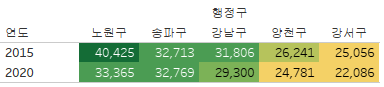 행정구
연도 노원구 송파구 강남구 양천구 강서구
2015 40,425 32,713 31,806 26,241 25,056
2020 33,365 32,769 29,300 24,781 22,086